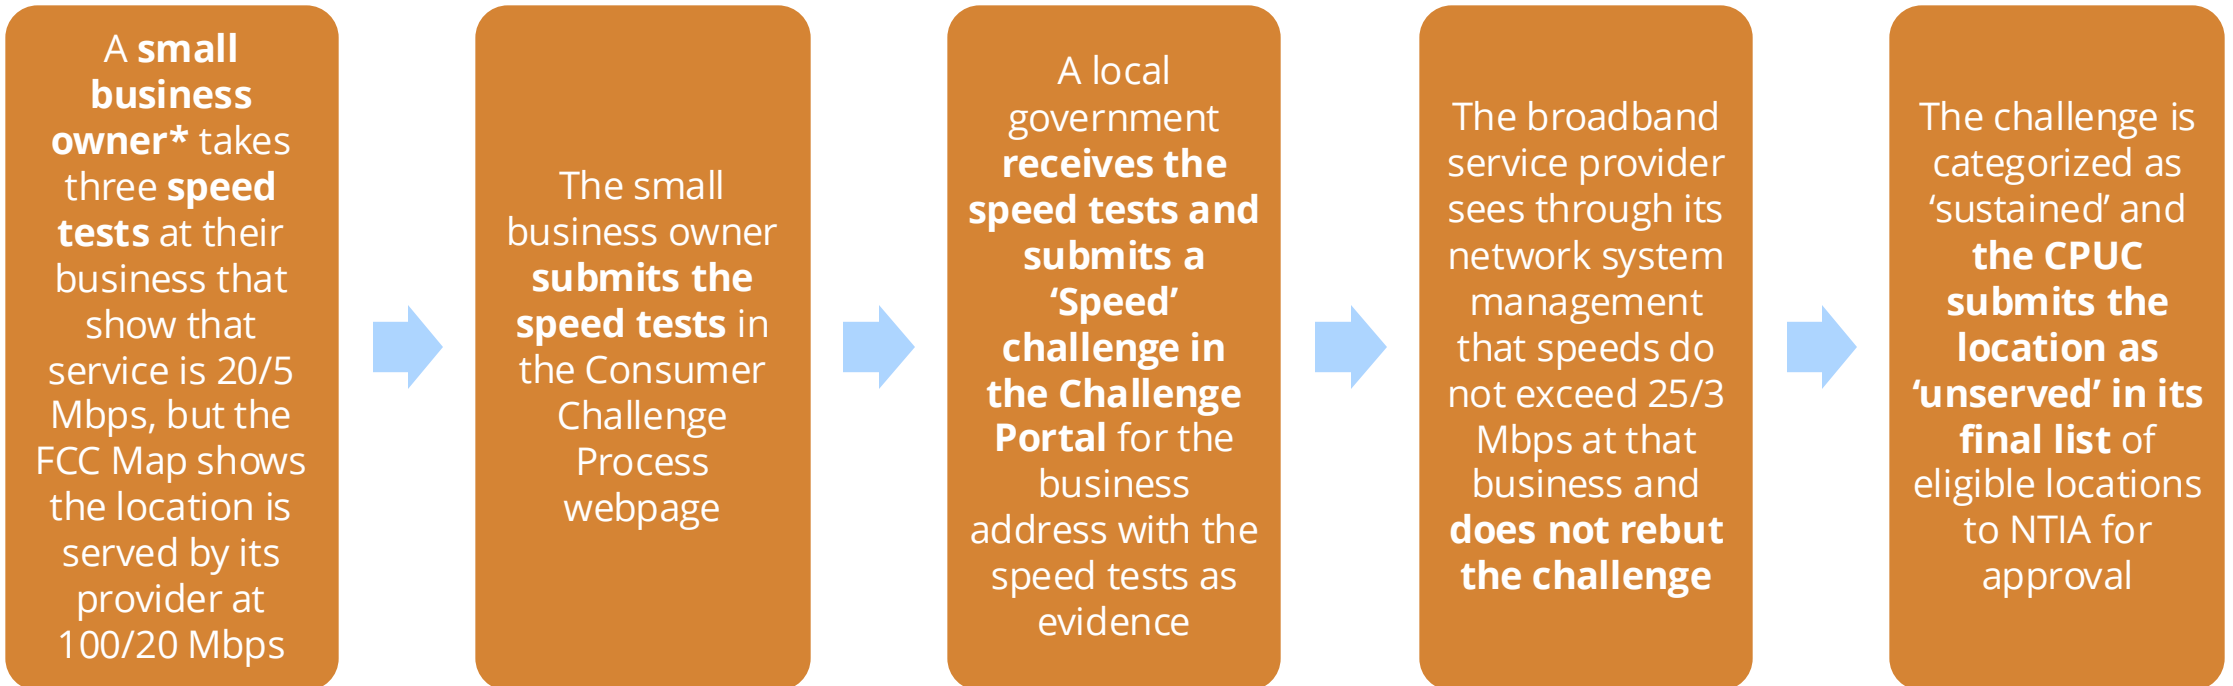 A small
business
owner* takes
three speed
tests at their
business that
show that
service is 20/5
Mbps, but the
FCC Map shows
the location is
served by its
provider at
100/20 Mbps
The small
business owner
submits the
speed tests in
the Consumer
Challenge
Process
webpage
A local
government
receives the
speed tests and
submits a
‘Speed’
challenge in
the Challenge
Portal for the
business
address with the
speed tests as
evidence
The broadband
service provider
sees through its
network system
management
that speeds do
not exceed 25/3
Mbps at that
business and
does not rebut
the challenge
The challenge is
categorized as
‘sustained’ and
the CPUC
submits the
location as
‘unserved’ in its
final list of
eligible locations
to NTIA for
approval